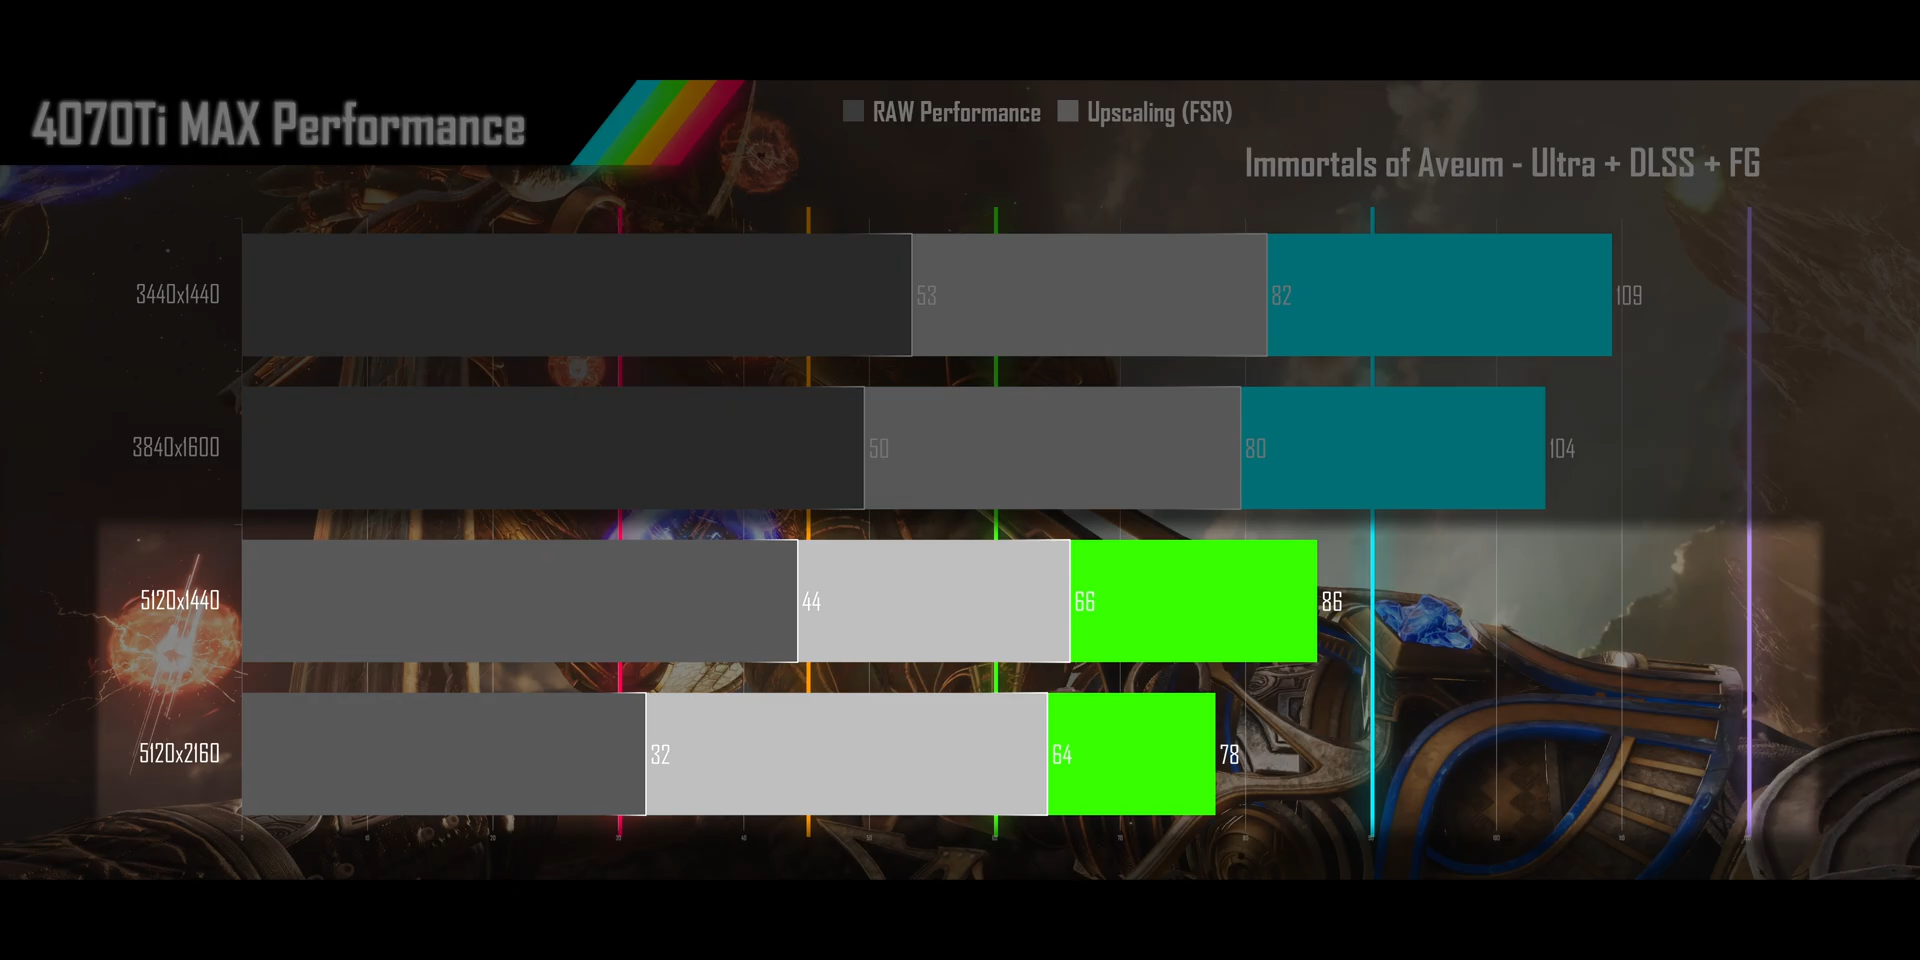 4070Ti MAX Performance
RAW Performance
Upscaling (FSR)
Immortals of Aveum - Ultra + DLSS + FG
3440x1440
53
82
109
3840x1600
50
80
104
5120x1440
44
66
86
5120x2160
32
64
78